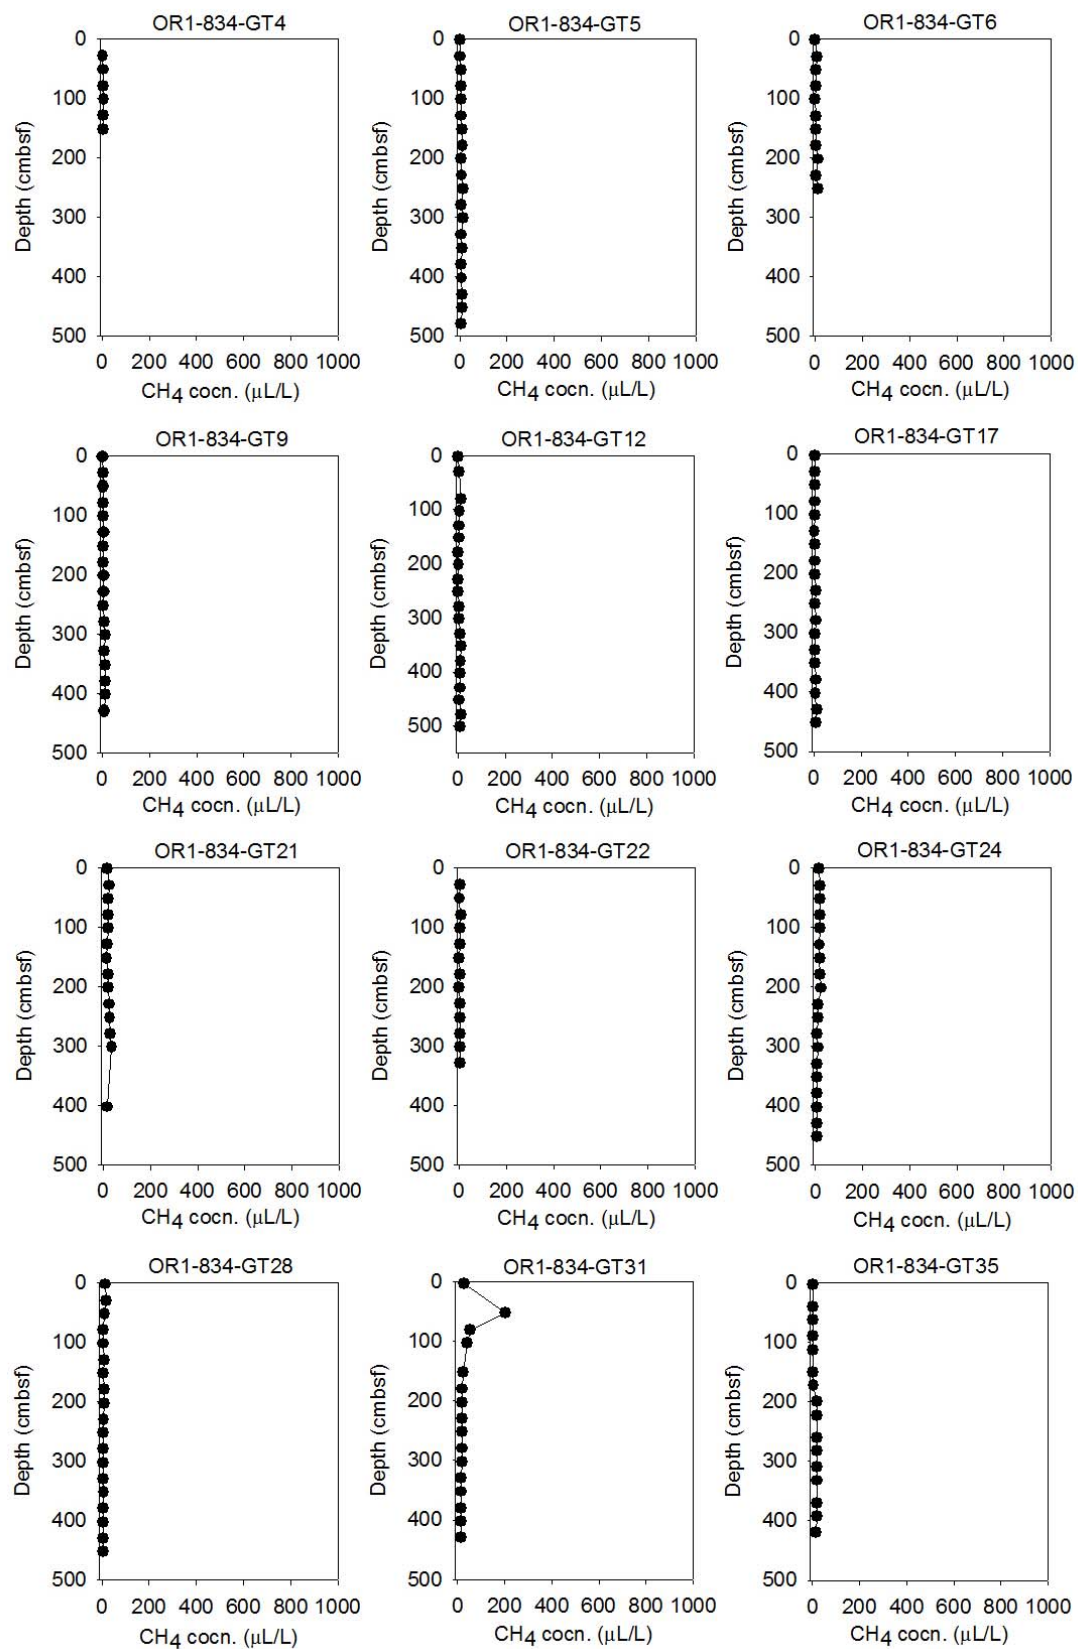 OR1-834-GT4 OR1-834-GT5 OR1-834-GT6
0 0 0
100 100 100
200 200 200
300 300 300
400 400 400
500 500 500
Depth (cmbsf) Depth (cmbsf) Depth (cmbsf)
0 200 400 600 800 1000 0 200 400 600 800 1000 0 200 400 600 800 1000
CH4 cocn. (µL/L) CH4 cocn. (µL/L) CH4 cocn. (µL/L)
OR1-834-GT9 OR1-834-GT12 OR1-834-GT17
0 0 0
100 100 100
200 200 200
300 300 300
400 400 400
500 500 500
Depth (cmbsf) Depth (cmbsf) Depth (cmbsf)
0 200 400 600 800 1000 0 200 400 600 800 1000 0 200 400 600 800 1000
CH4 cocn. (µL/L) CH4 cocn. (µL/L) CH4 cocn. (µL/L)
OR1-834-GT21 OR1-834-GT22 OR1-834-GT24
0 0 0
100 100 100
200 200 200
300 300 300
400 400 400
500 500 500
Depth (cmbsf) Depth (cmbsf) Depth (cmbsf)
0 200 400 600 800 1000 0 200 400 600 800 1000 0 200 400 600 800 1000
CH4 cocn. (µL/L) CH4 cocn. (µL/L) CH4 cocn. (µL/L)
OR1-834-GT28 OR1-834-GT31 OR1-834-GT35
0 0 0
100 100 100
200 200 200
300 300 300
400 400 400
500 500 500
Depth (cmbsf) Depth (cmbsf) Depth (cmbsf)
0 200 400 600 800 1000 0 200 400 600 800 1000 0 200 400 600 800 1000
CH4 cocn. (µL/L) CH4 cocn. (µL/L) CH4 cocn. (µL/L)